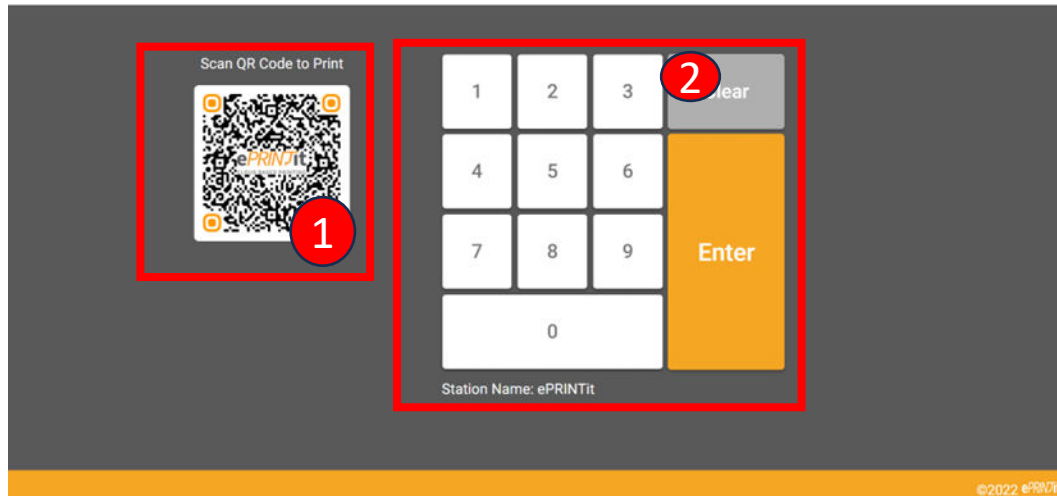 Scan QR Code to Print
ePRINTit
1
1 2 3 Clear
2
4 5 6
7 8 9 Enter
0
Station Name: ePRINTit
©2022 ePRINTit